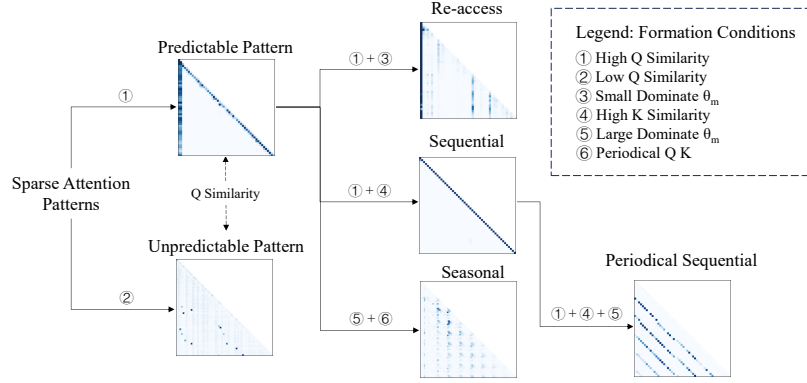 Re-access
Predictable Pattern
① + ③
①
Sequential
① + ④
Sparse Attention
Patterns
Q Similarity
Unpredictable Pattern
②
Seasonal
⑤ + ⑥
Periodical Sequential
① + ④ + ⑤
Legend: Formation Conditions
① High Q Similarity
② Low Q Similarity
③ Small Dominate θm
④ High K Similarity
⑤ Large Dominate θm
⑥ Periodical Q K